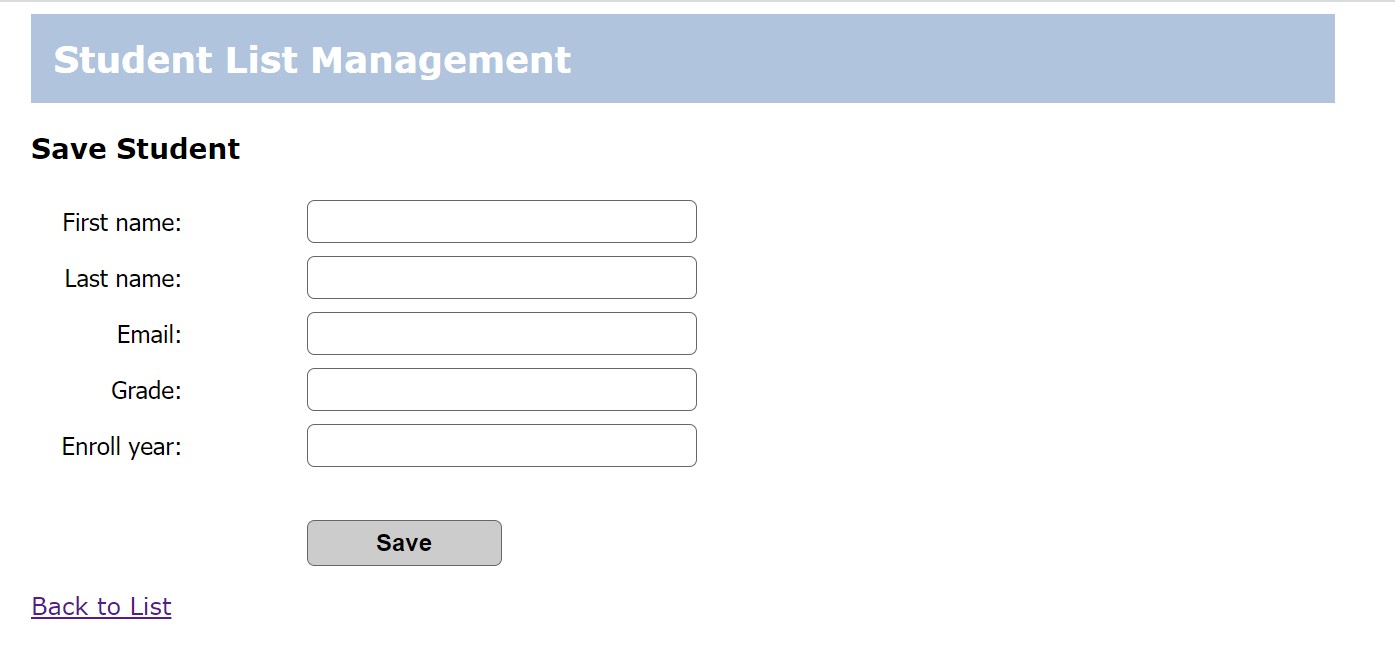 Student List Management
Save Student
First name:
Last name:
Email:
Grade:
Enroll year:
Save
Back to List